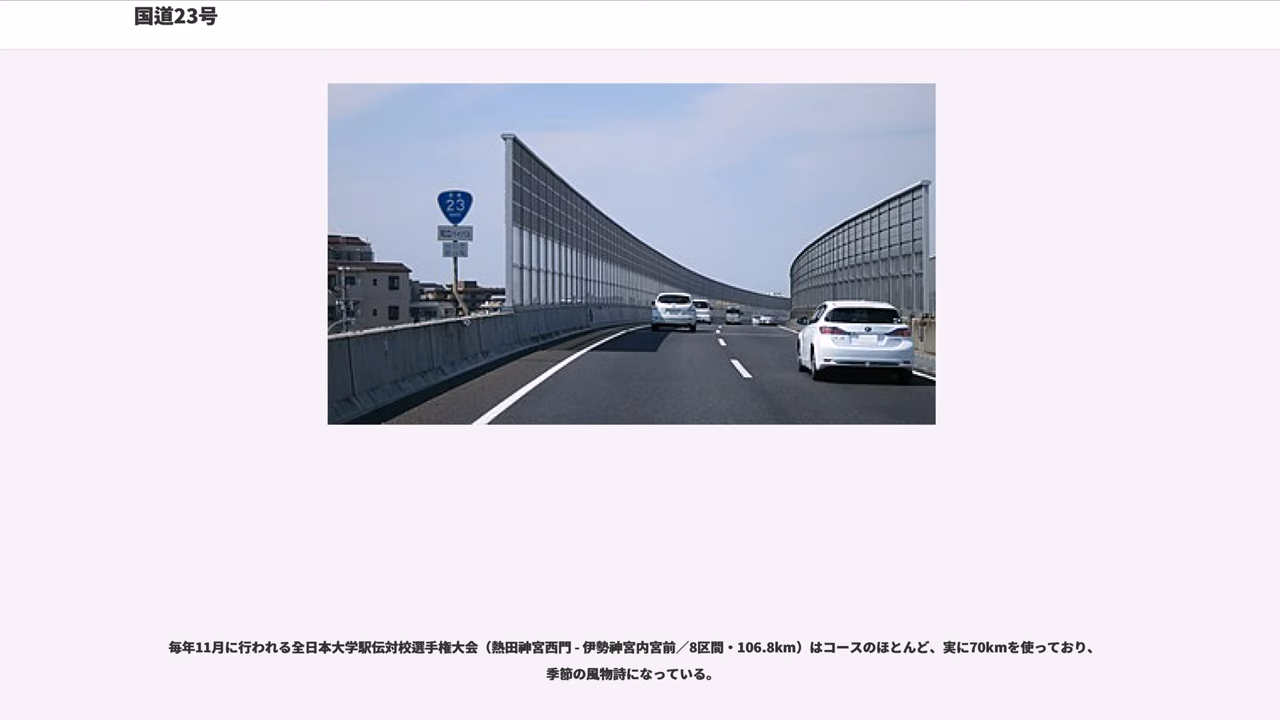 国道23号
23
毎年11月に行われる全日本大学駅伝対校選手権大会（熱田神宮西門 - 伊勢神宮内宮前／8区間・106.8km）はコースのほとんど、実に70kmを使っており、
季節の風物詩になっている。